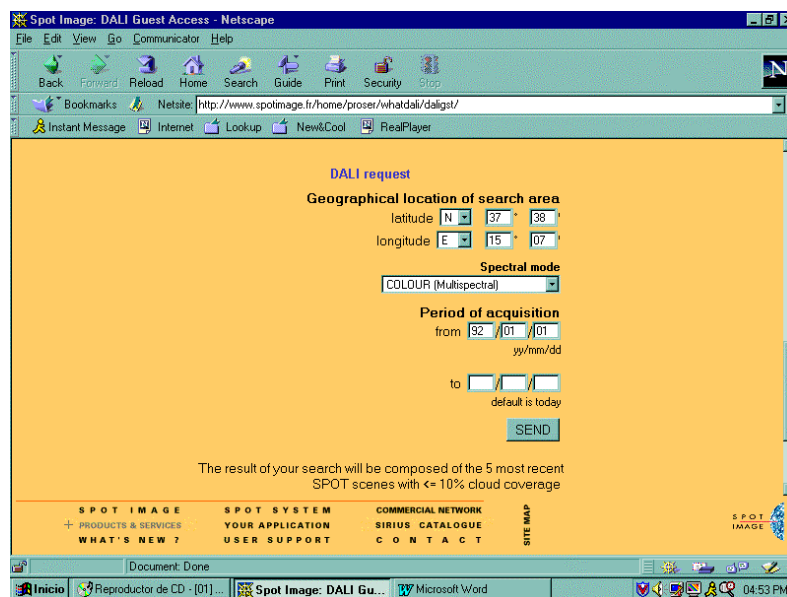 Spot Image: DALI Guest Access - Netscape
File Edit View Go Communicator Help
Back Forward Reload Home Search Guide Print Security Stop
N
Bookmarks Netsite: http://www.spotimage.fr/home/proser/whatdali/daligst/
Instant Message Internet Lookup New&Cool RealPlayer
DALI request
Geographical location of search area
latitude N 37 ° 38 '
longitude E 15 ° 07 '
Spectral mode
COLOUR (Multispectral)
Period of acquisition
from 92 / 01 / 01
yy/mm/dd
to / /
default is today
SEND
The result of your search will be composed of the 5 most recent
SPOT scenes with <= 10% cloud coverage
SPOT IMAGE SPOT SYSTEM COMMERCIAL NETWORK
+ PRODUCTS & SERVICES YOUR APPLICATION SIRIUS CATALOGUE
WHAT'S NEW ? USER SUPPORT CONTACT
SITE MAP
SPOT
IMAGE
Document: Done
Inicio Reproductor de CD - [01] ... Spot Image: DALI Gu... Microsoft Word 04:53 PM